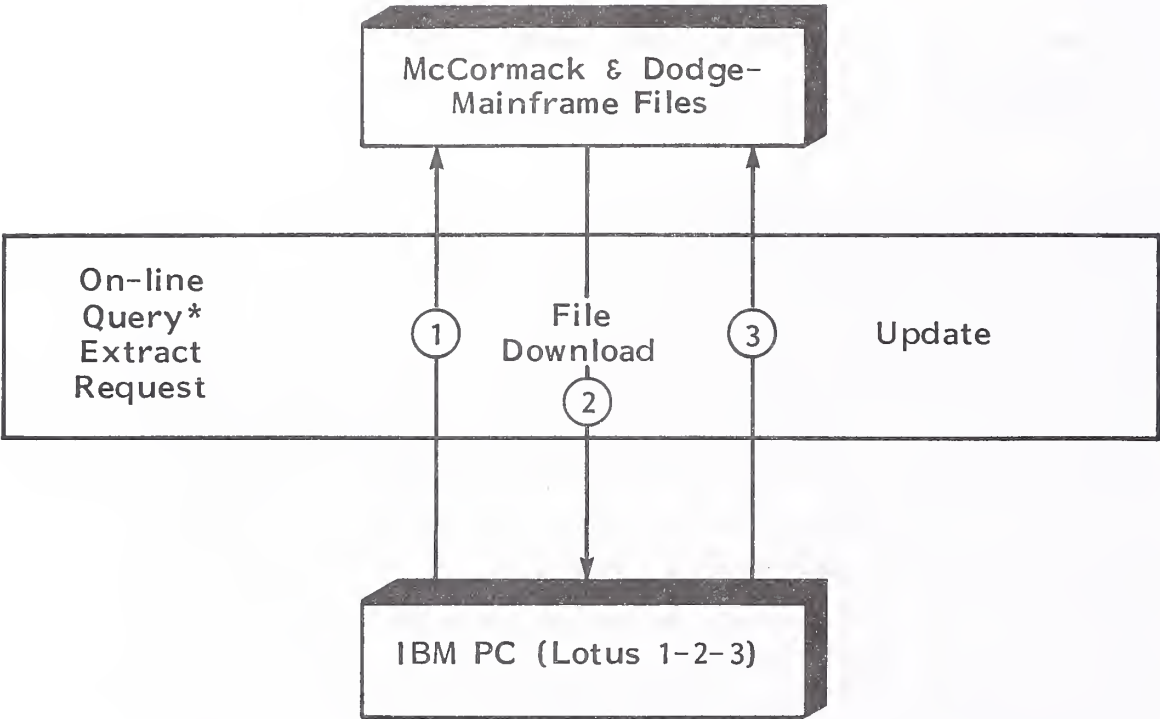 McCormack & Dodge-
Mainframe Files
On-line
Query*
Extract
Request
1
File
Download
2
3
Update
IBM PC (Lotus 1-2-3)